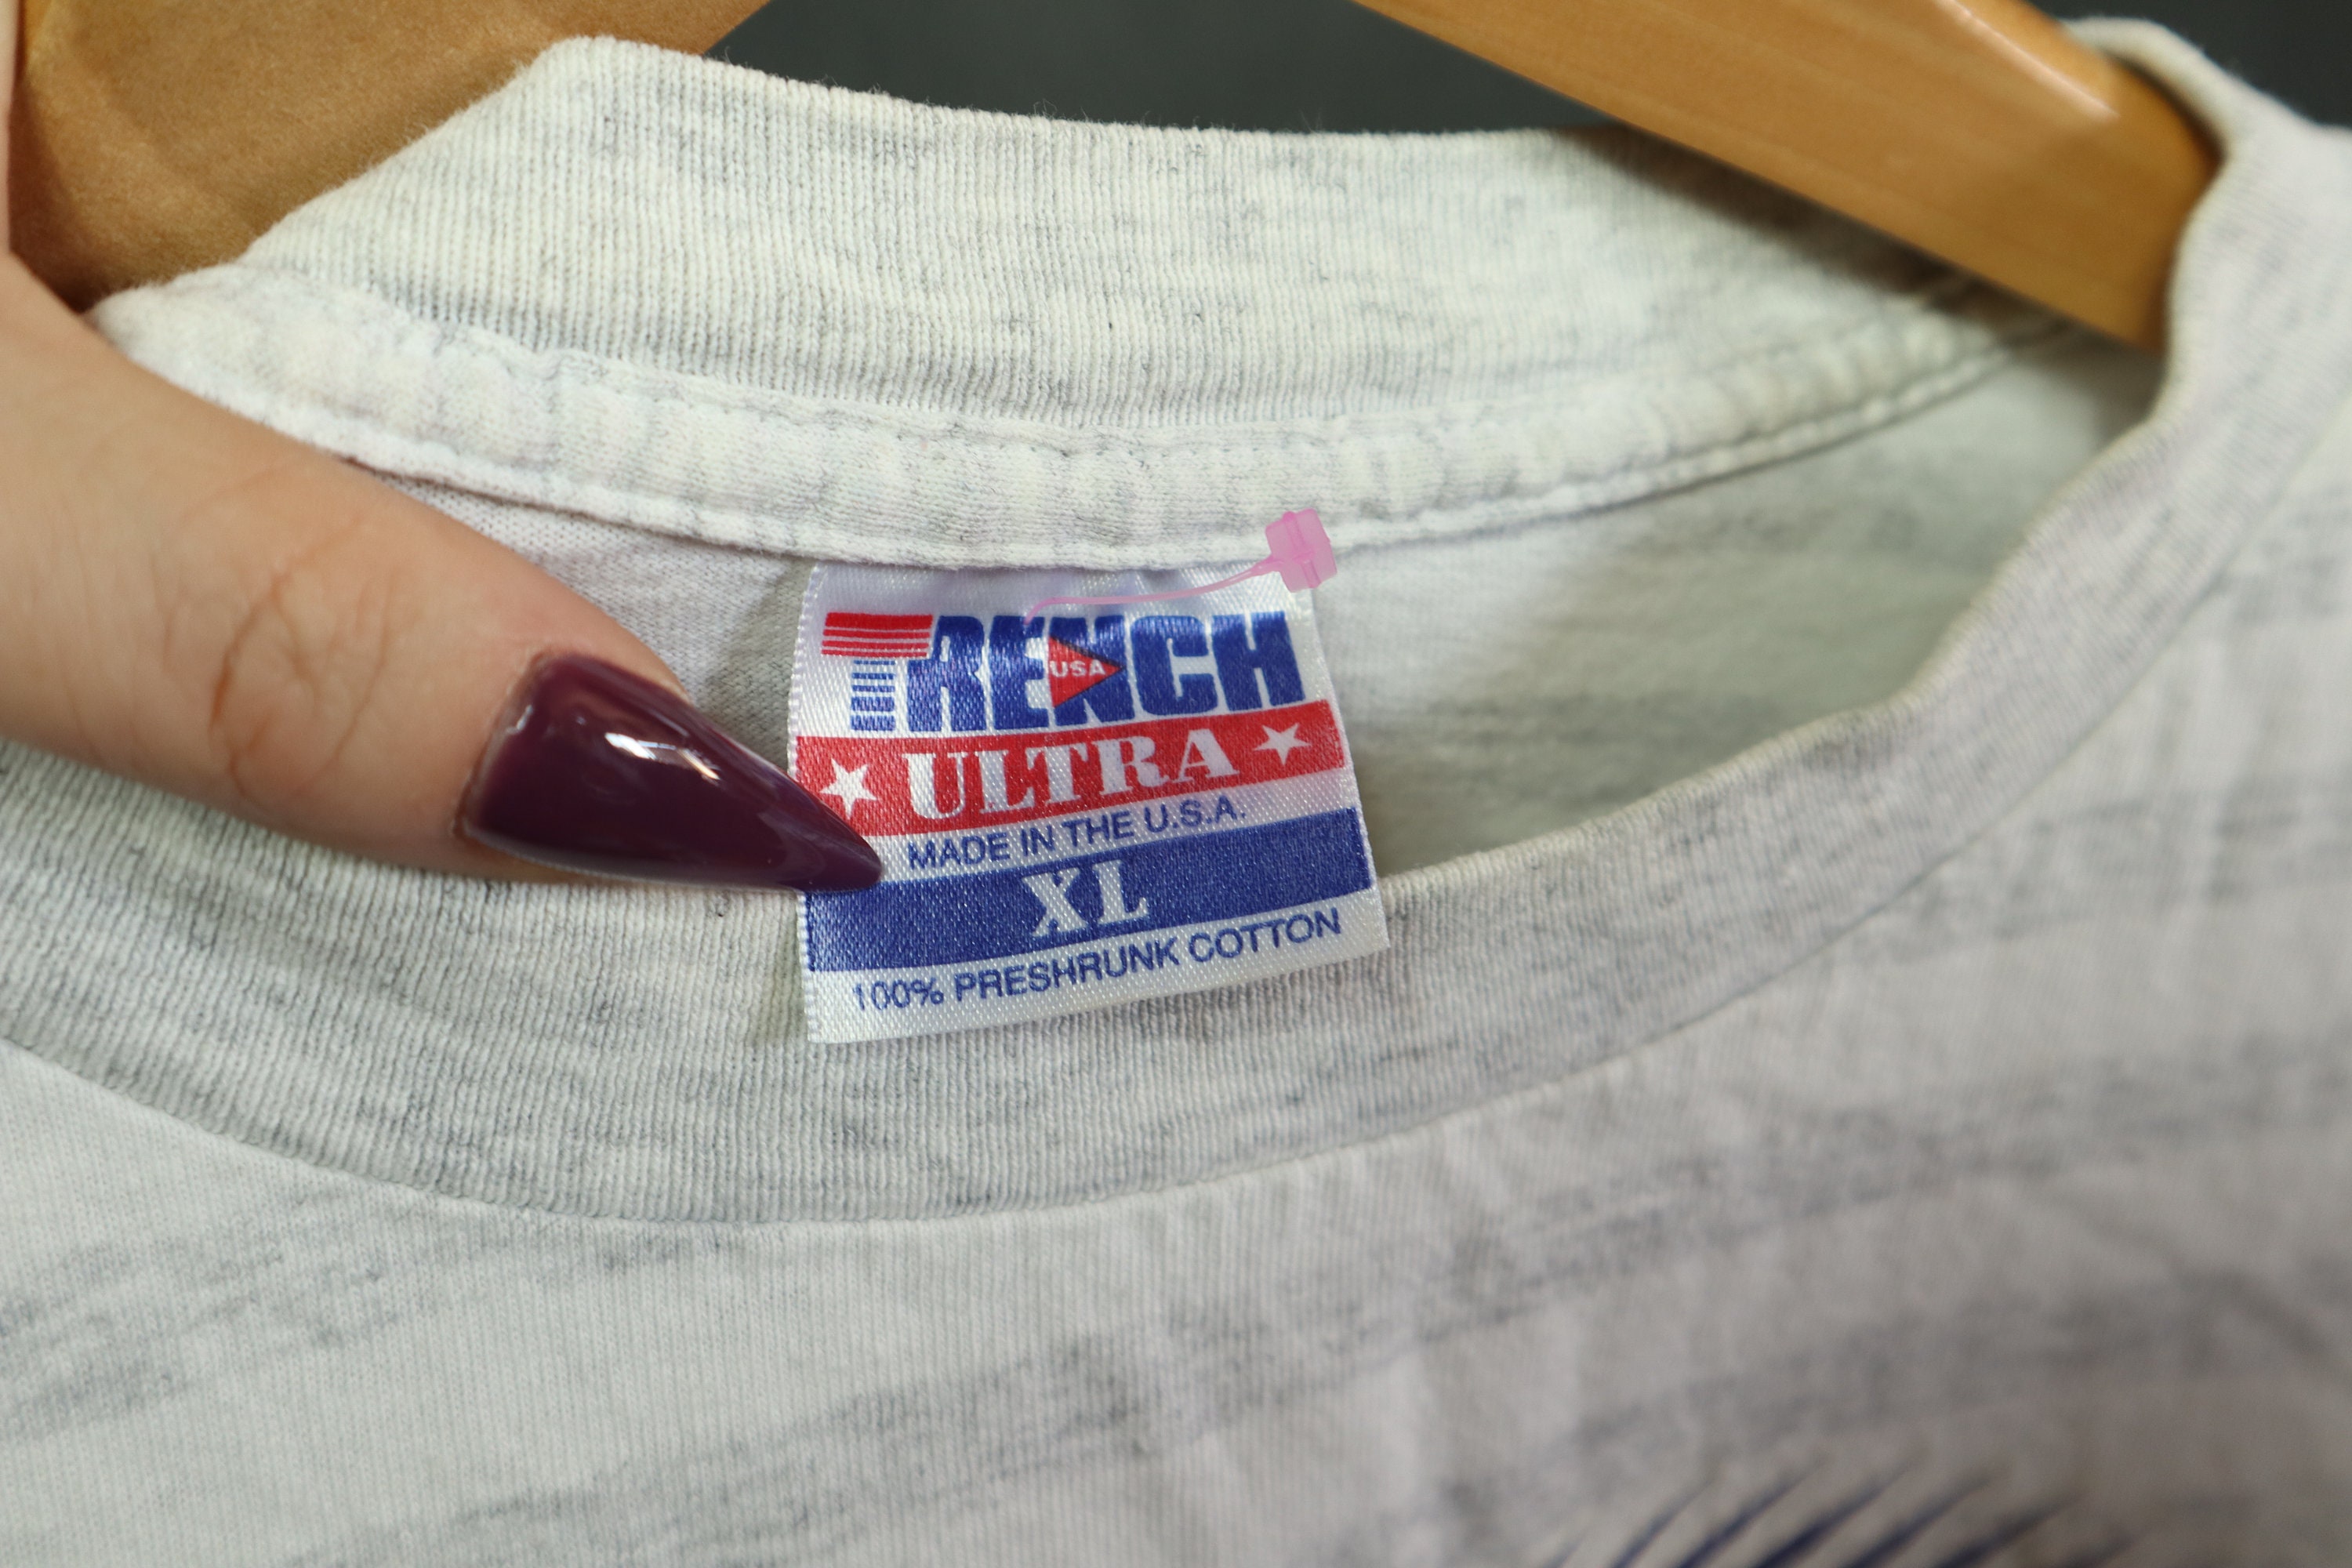 TRENCH
USA
ULTRA
MADE IN THE U.S.A.
XL
100% PRESHRUNK COTTON